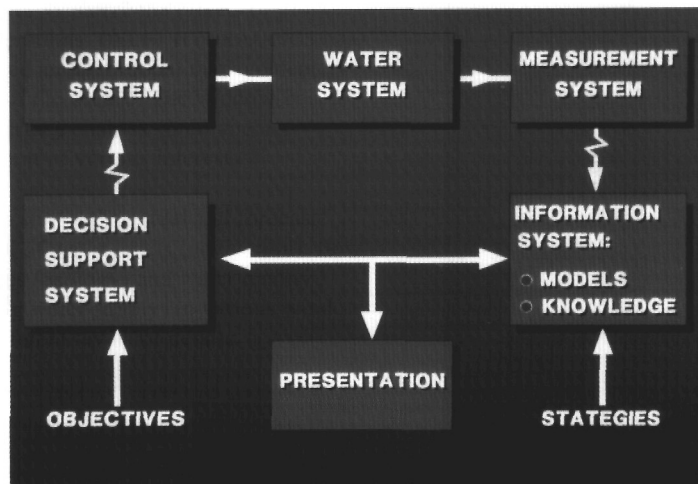 CONTROL
SYSTEM
WATER
SYSTEM
MEASUREMENT
SYSTEM
DECISION
SUPPORT
SYSTEM
INFORMATION
SYSTEM:
MODELS
KNOWLEDGE
PRESENTATION
OBJECTIVES
STATEGIES